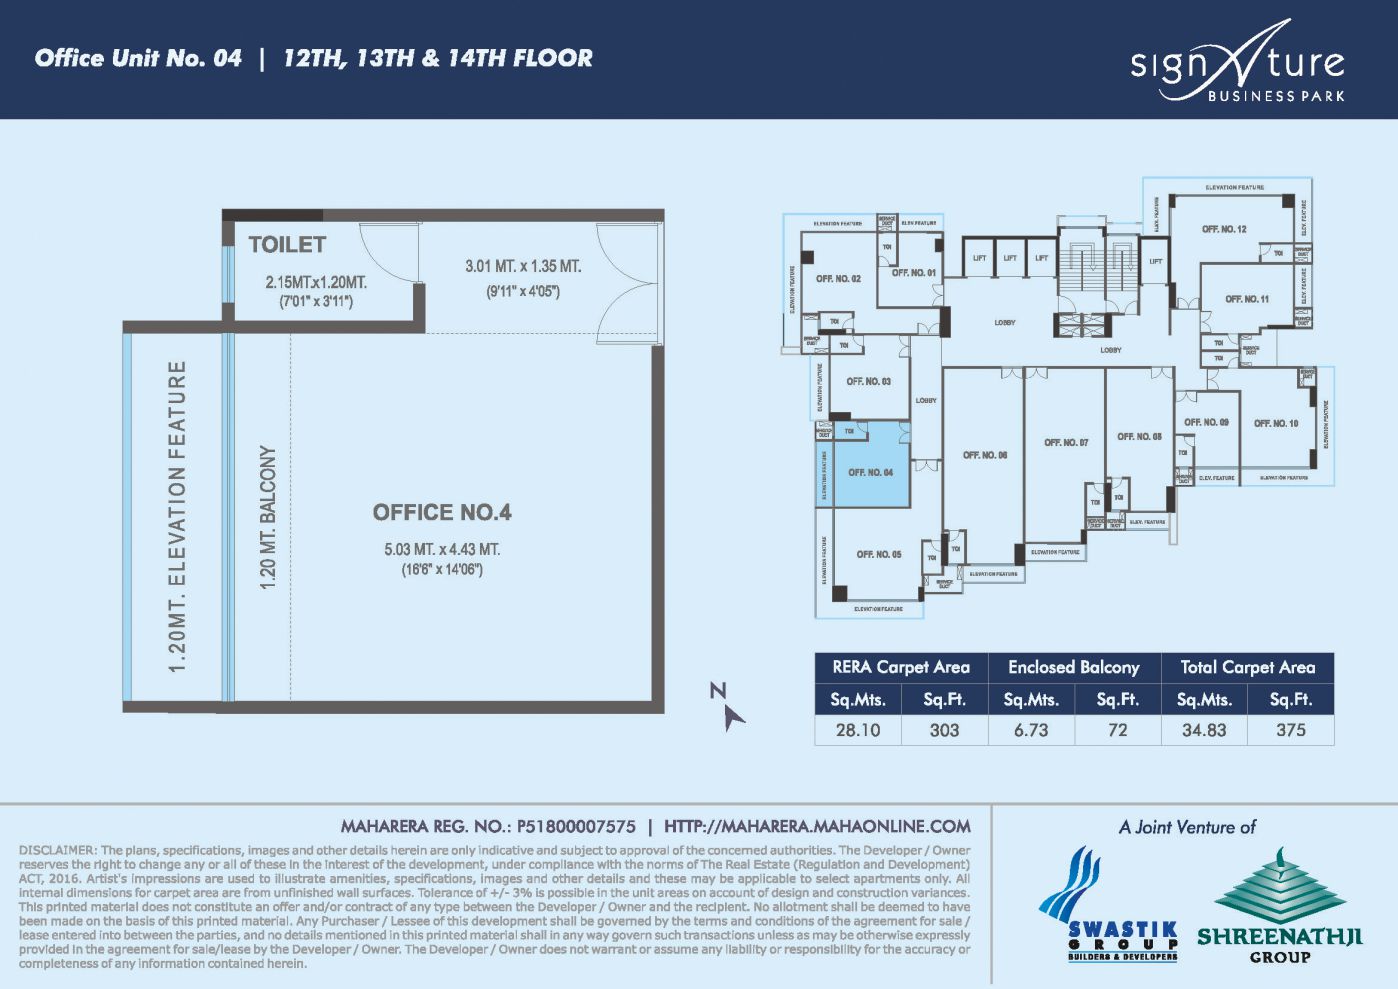 Office Unit No. 04 | 12TH, 13TH & 14TH FLOOR
signAture
BUSINESS PARK
TOILET
2.15MT.x1.20MT.
(7'01" x 3'11")
3.01 MT. x 1.35 MT.
(9'11" x 4'05")
1.20MT. ELEVATION FEATURE
1.20 MT. BALCONY
OFFICE NO.4
5.03 MT. x 4.43 MT.
(16'6" x 14'06")
N
ELEVATION FEATURE
SERVICE DUCT
ELEV. FEATURE
ELEVATION FEATURE
OFF. NO. 02
TOI
OFF. NO. 01
TOI
SERVICE DUCT
TOI
LIFT
LIFT
LIFT
LIFT
LOBBY
LOBBY
LOBBY
ELEVATION FEATURE
ELEV. FEATURE
ELEV. FEATURE
OFF. NO. 12
TOI
SERVICE DUCT
OFF. NO. 11
ELEV. FEATURE
SERVICE DUCT
TOI
TOI
SERVICE DUCT
SERVICE DUCT
ELEVATION FEATURE
OFF. NO. 03
SERVICE DUCT
TOI
ELEVATION FEATURE
OFF. NO. 04
OFF. NO. 06
OFF. NO. 07
OFF. NO. 08
OFF. NO. 09
OFF. NO. 10
ELEVATION FEATURE
TOI
SERVICE DUCT
ELEV. FEATURE
ELEVATION FEATURE
TOI
TOI
SERVICE DUCT
SERVICE DUCT
ELEV. FEATURE
ELEVATION FEATURE
OFF. NO. 05
TOI
TOI
SERVICE DUCT
ELEVATION FEATURE
ELEVATION FEATURE
ELEVATION FEATURE
RERA Carpet Area Enclosed Balcony Total Carpet Area
Sq.Mts. Sq.Ft. Sq.Mts. Sq.Ft. Sq.Mts. Sq.Ft.
28.10 303 6.73 72 34.83 375
MAHARERA REG. NO.: P51800007575 | HTTP://MAHARERA.MAHAONLINE.COM
DISCLAIMER: The plans, specifications, images and other details herein are only indicative and subject to approval of the concerned authorities. The Developer / Owner
reserves the right to change any or all of these in the interest of the development, under compliance with the norms of The Real Estate (Regulation and Development)
ACT, 2016. Artist's impressions are used to illustrate amenities, specifications, images and other details and these may be applicable to select apartments only. All
internal dimensions for carpet area are from unfinished wall surfaces. Tolerance of +/- 3% is possible in the unit areas on account of design and construction variances.
This printed material does not constitute an offer and/or contract of any type between the Developer / Owner and the recipient. No allotment shall be deemed to have
been made on the basis of this printed material. Any Purchaser / Lessee of this development shall be governed by the terms and conditions of the agreement for sale /
lease entered into between the parties, and no details mentioned in this printed material shall in any way govern such transactions unless as may be otherwise expressly
provided in the agreement for sale/lease by the Developer / Owner. The Developer / Owner does not warrant or assume any liability or responsibility for the accuracy or
completeness of any information contained herein.
A Joint Venture of
SWASTIK
GROUP
BUILDERS & DEVELOPERS
SHREENATHJI
GROUP